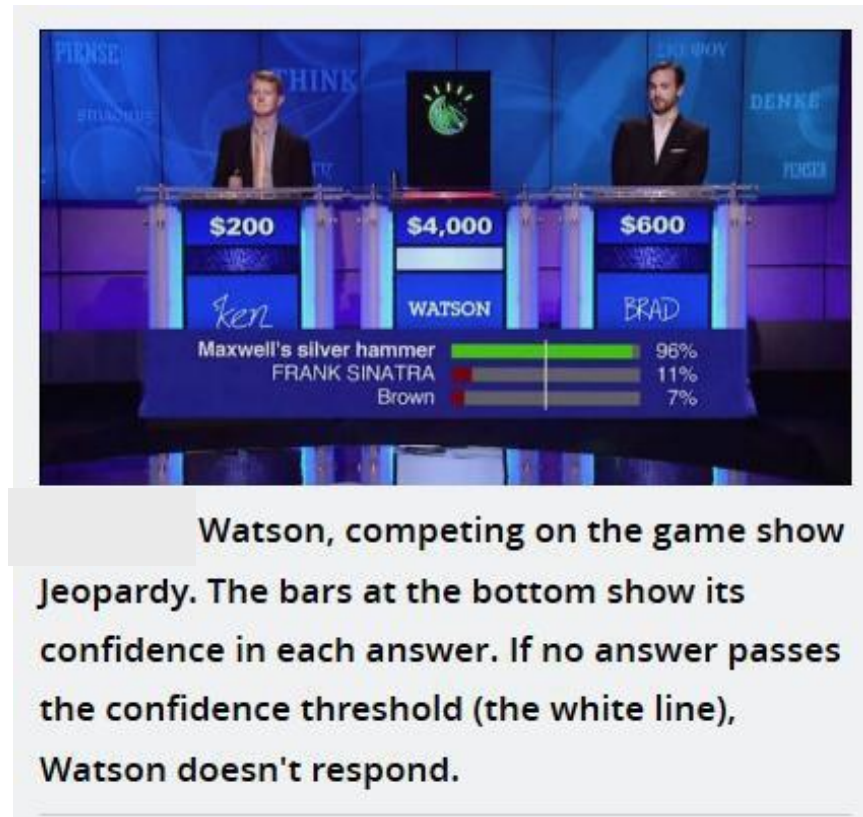 PIENSE
THINK
DENKE
$200
$4,000
$600
Ken
WATSON
BRAD
Maxwell's silver hammer 96%
FRANK SINATRA 11%
Brown 7%
Watson, competing on the game show
Jeopardy. The bars at the bottom show its
confidence in each answer. If no answer passes
the confidence threshold (the white line),
Watson doesn't respond.